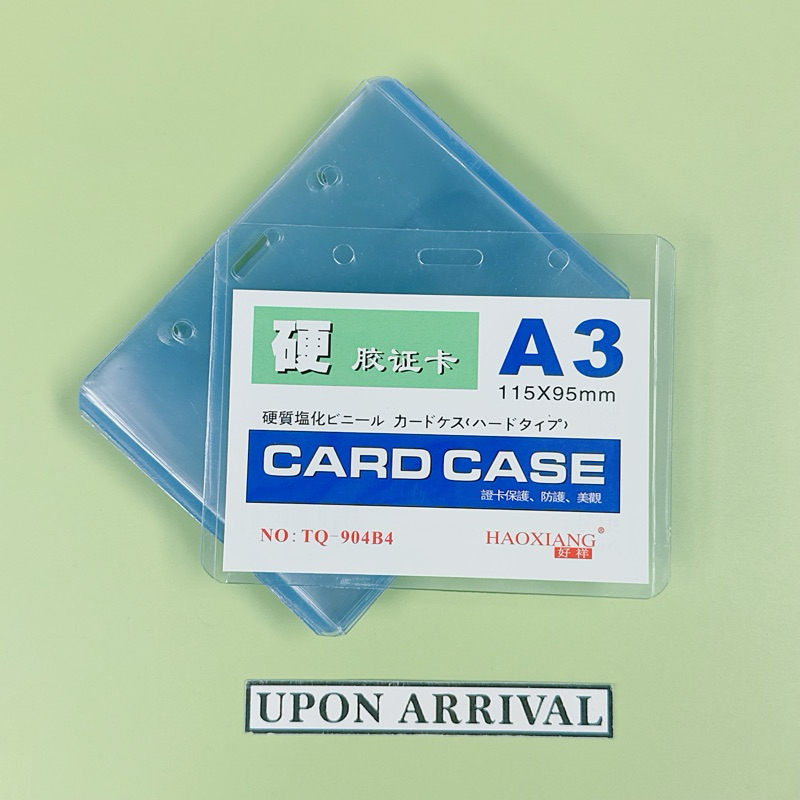 硬 胶证卡
A3
115X95mm
硬質塩化ビニール カードケス(ハードタイプ)
CARD CASE
證卡保護、防護、美觀
NO: TQ-904B4
HAOXIANG®
好祥
UPON ARRIVAL